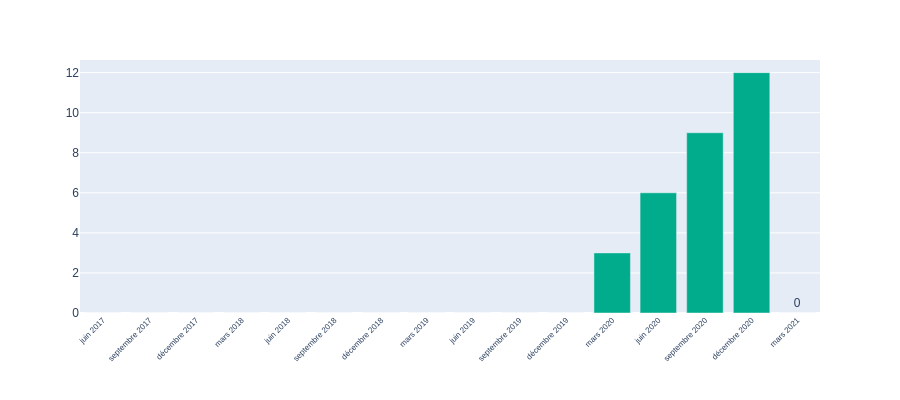 12
10
8
6
4
2
0
0
juin 2017
septembre 2017
décembre 2017
mars 2018
juin 2018
septembre 2018
décembre 2018
mars 2019
juin 2019
septembre 2019
décembre 2019
mars 2020
juin 2020
septembre 2020
décembre 2020
mars 2021